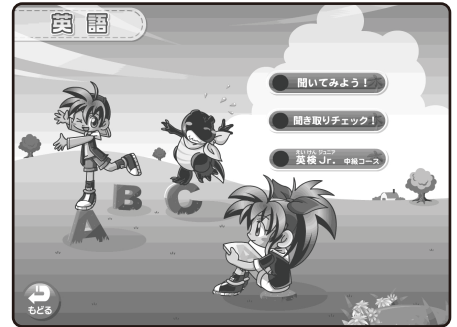 英語
聞いてみよう!
聞き取りチェック!
えいけん ジュニア
英検 Jr. 中級コース
A B C
もどる